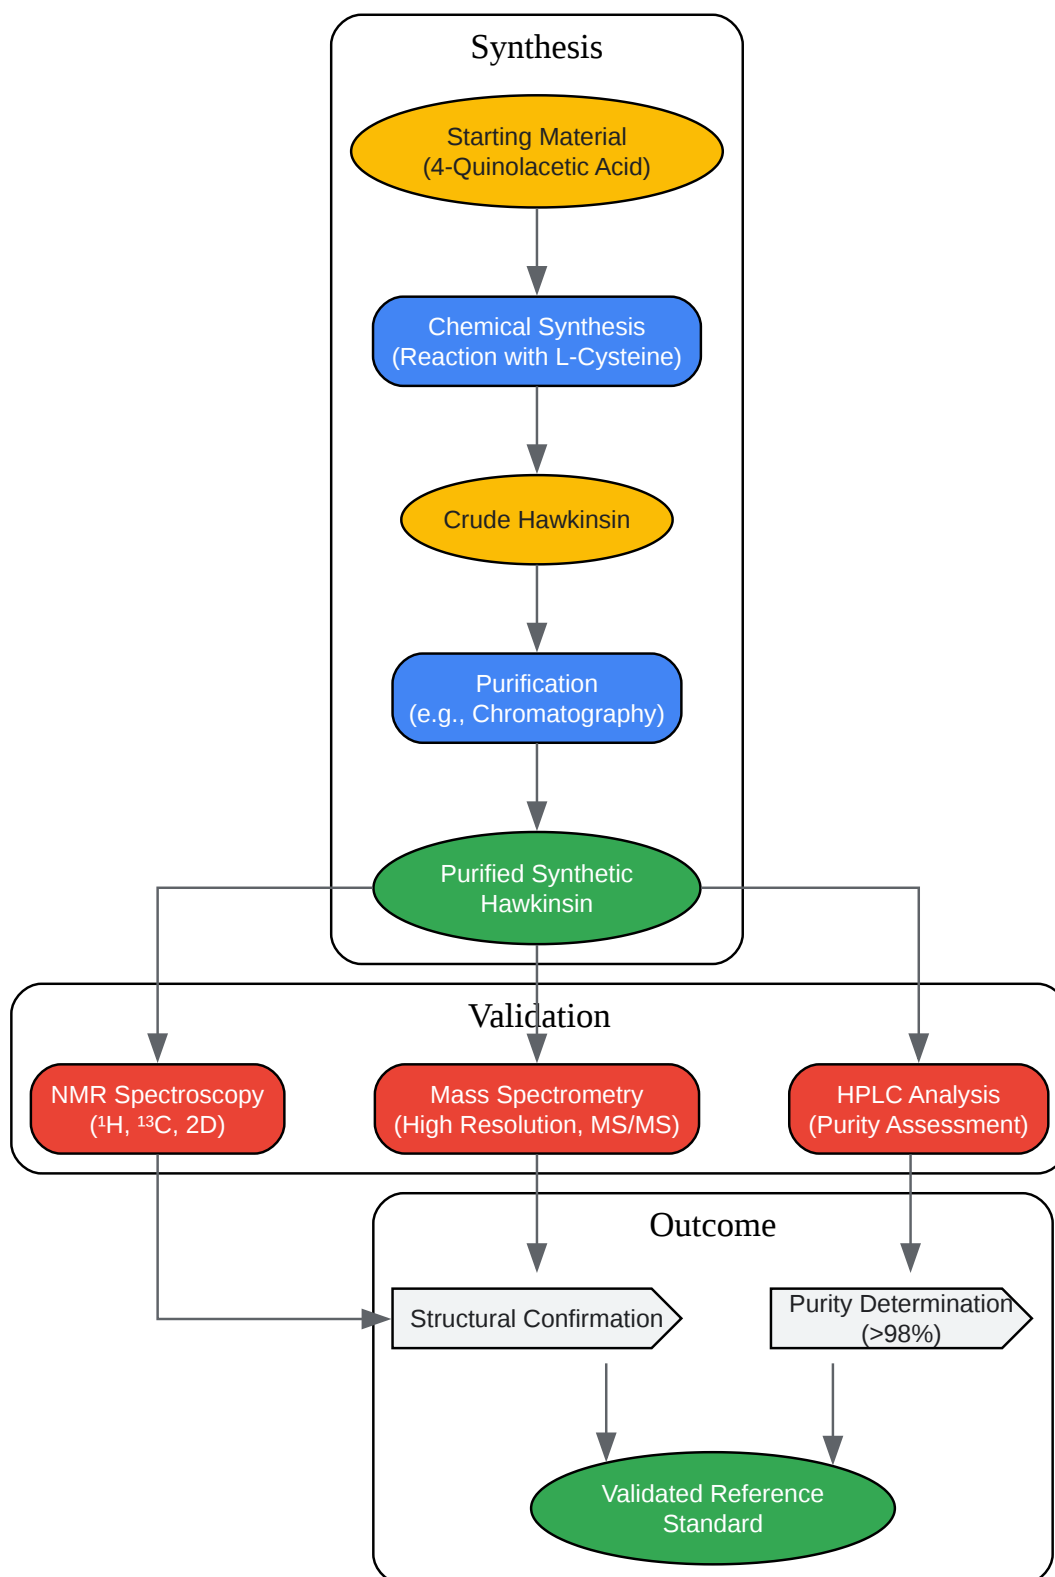 Synthesis
Starting Material
(4-Quinolacetic Acid)
Chemical Synthesis
(Reaction with L-Cysteine)
Crude Hawkinsin
Purification
(e.g., Chromatography)
Purified Synthetic
Hawkinsin
Validation
NMR Spectroscopy
(¹H, ¹³C, 2D)
Mass Spectrometry
(High Resolution, MS/MS)
HPLC Analysis
(Purity Assessment)
Outcome
Structural Confirmation
Purity Determination
(>98%)
Validated Reference
Standard